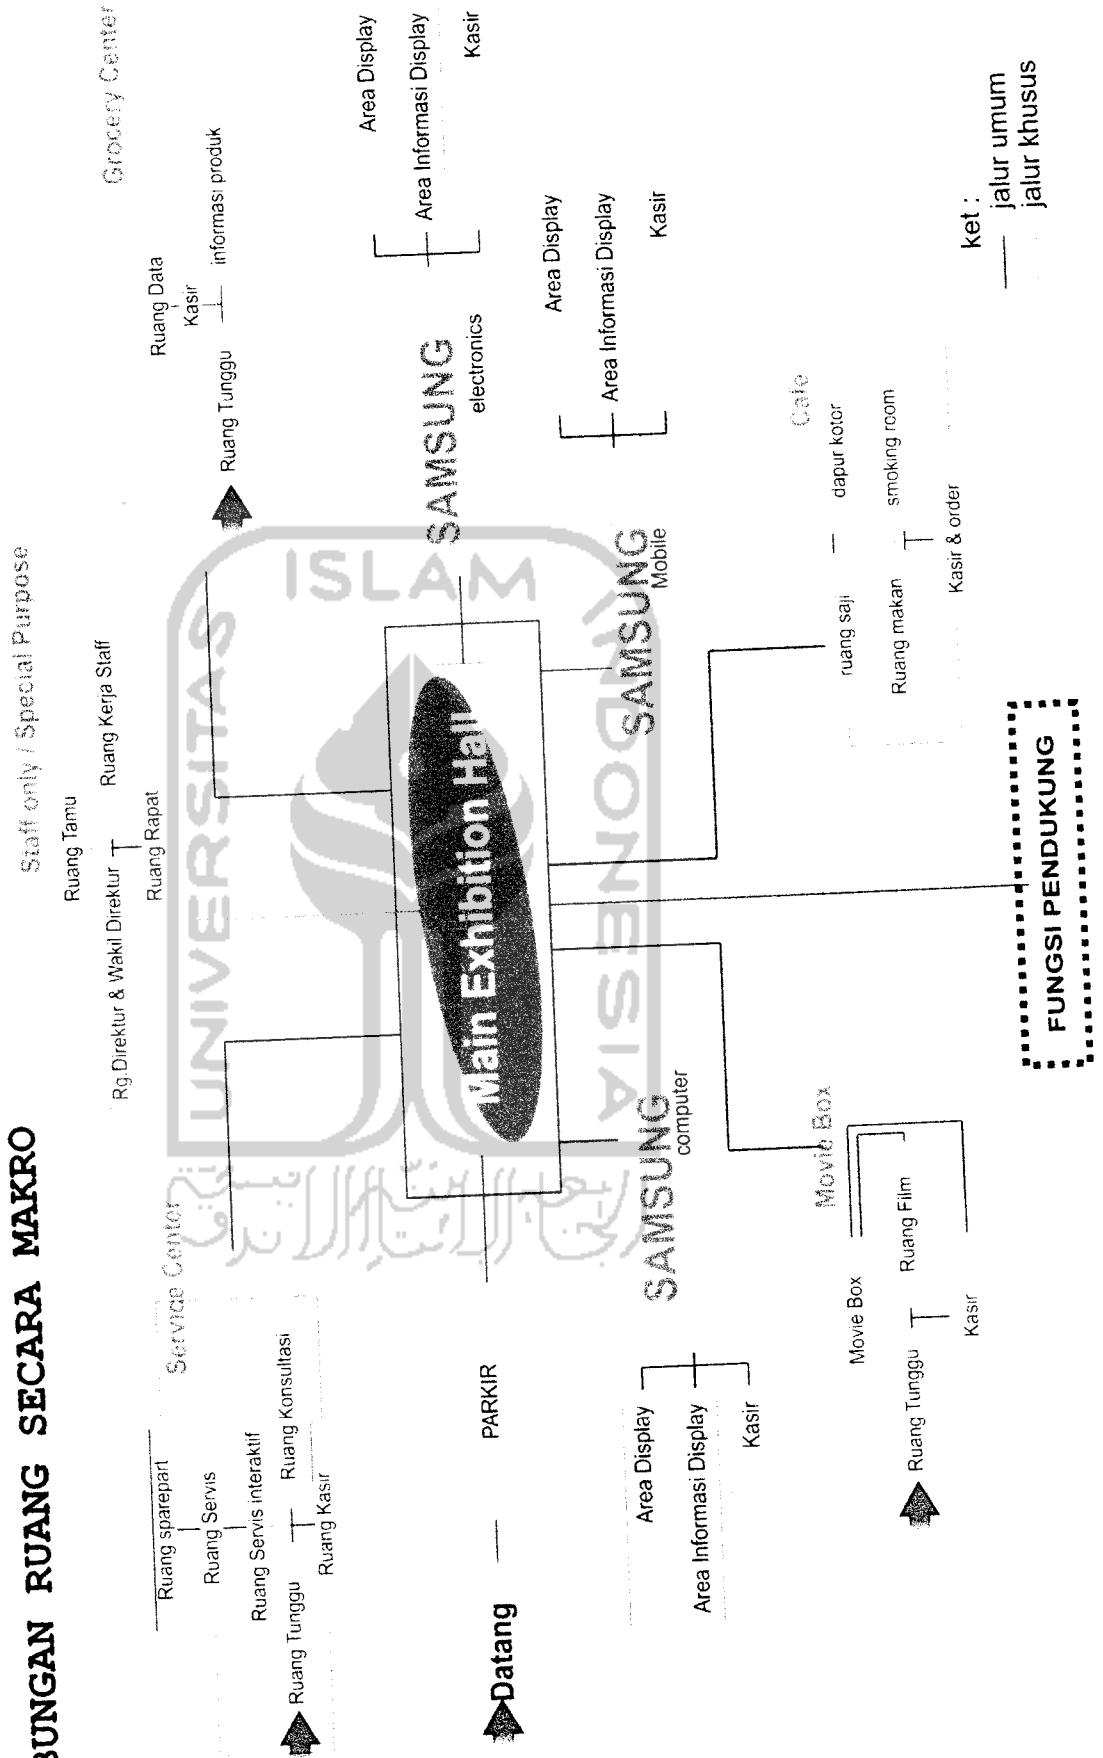 BUNGAN RUANG SECARA MAKRO
Service Center
Ruang sparepart
Ruang Servis
Ruang Servis interaktif
Ruang Tunggu
Ruang Konsultasi
Ruang Kasir
Staff only / Special Purpose
Ruang Tamu
Rg.Direktur & Wakil Direktur
Ruang Kerja Staff
Ruang Rapat
Grocery Center
Ruang Data
Kasir
Ruang Tunggu
informasi produk
Datang
PARKIR
Main Exhibition Hall
SAMSUNG
electronics
Area Display
Area Informasi Display
Kasir
SAMSUNG
Mobile
Area Display
Area Informasi Display
Kasir
SAMSUNG
computer
Area Display
Area Informasi Display
Kasir
Movie Box
Movie Box
Ruang Tunggu
Ruang Film
Kasir
Cafe
ruang saji
dapur kotor
Ruang makan
smoking room
Kasir & order
FUNGSI PENDUKUNG
ket :
jalur umum
jalur khusus
UNIVERSITAS
ISLAM
INDONESIA